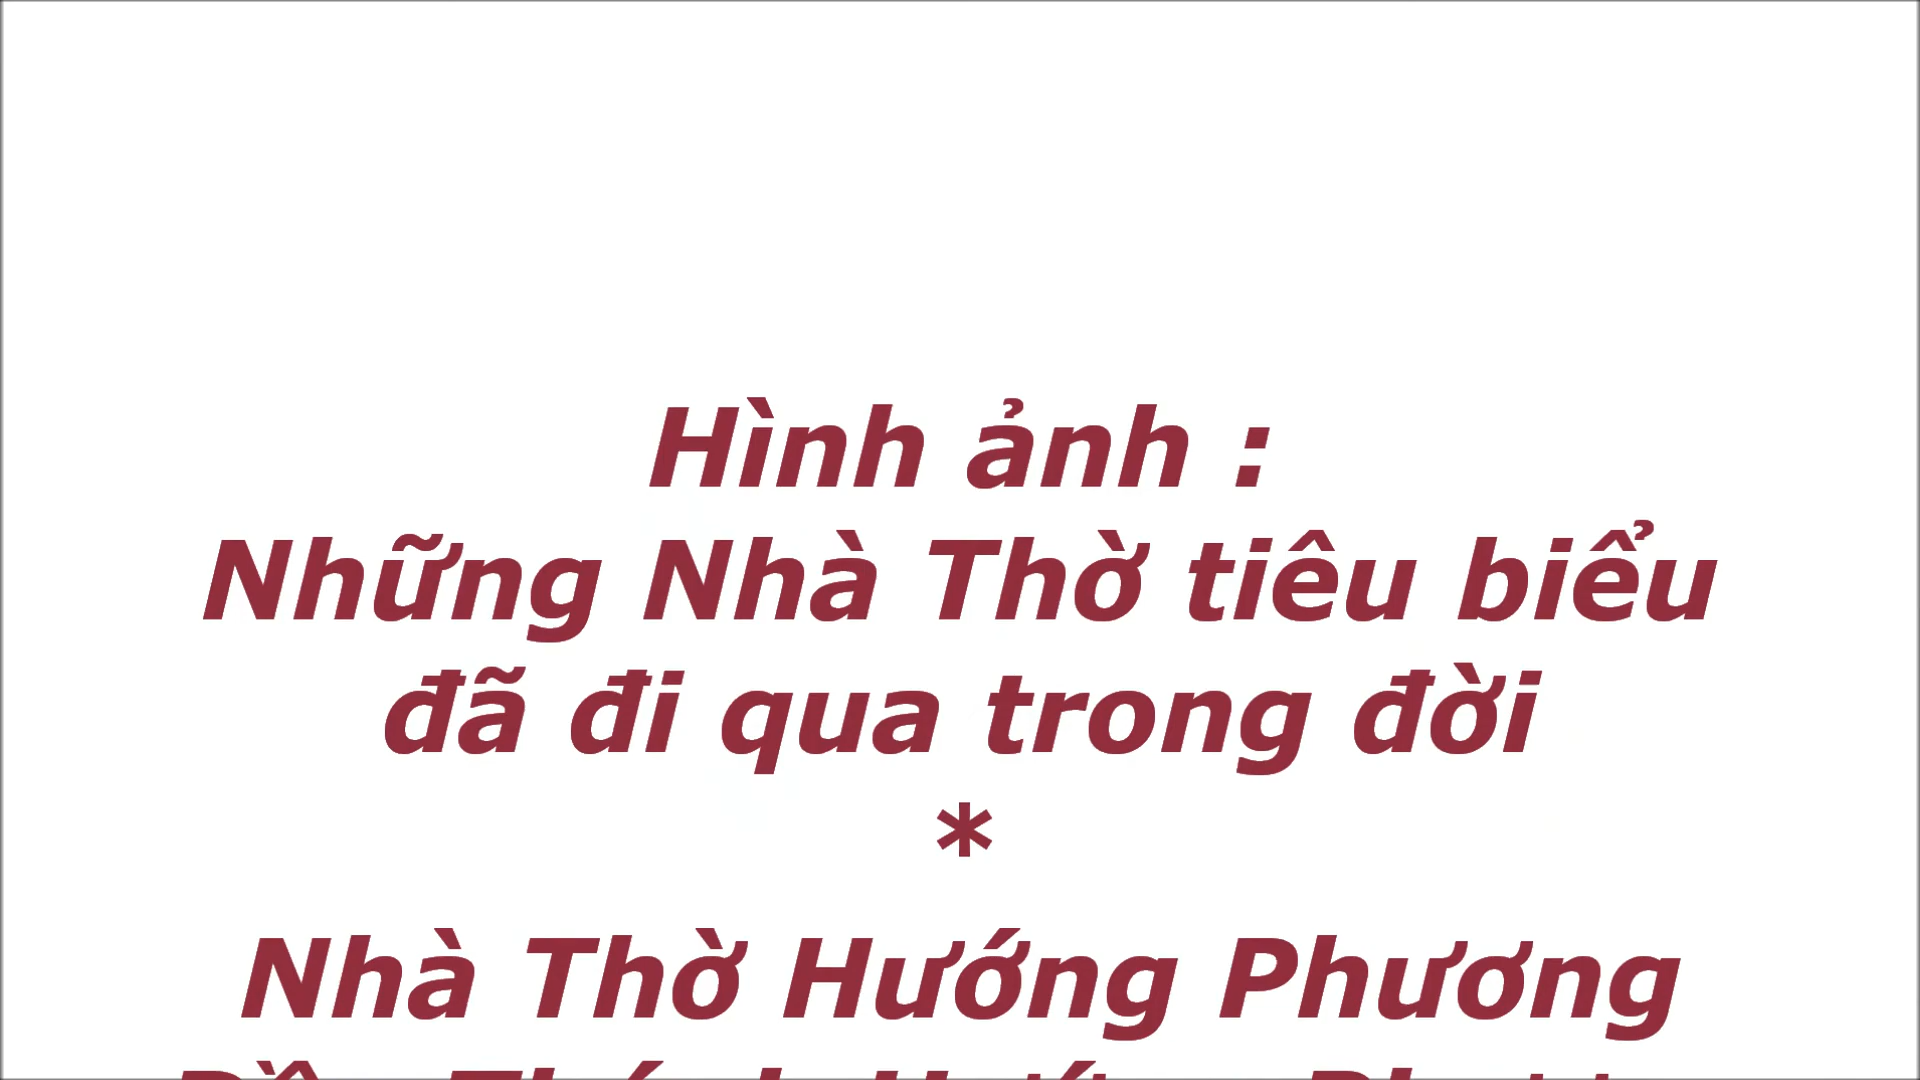 Hình ảnh :
Những Nhà Thờ tiêu biểu
đã đi qua trong đời
*
Nhà Thờ Hướng Phương